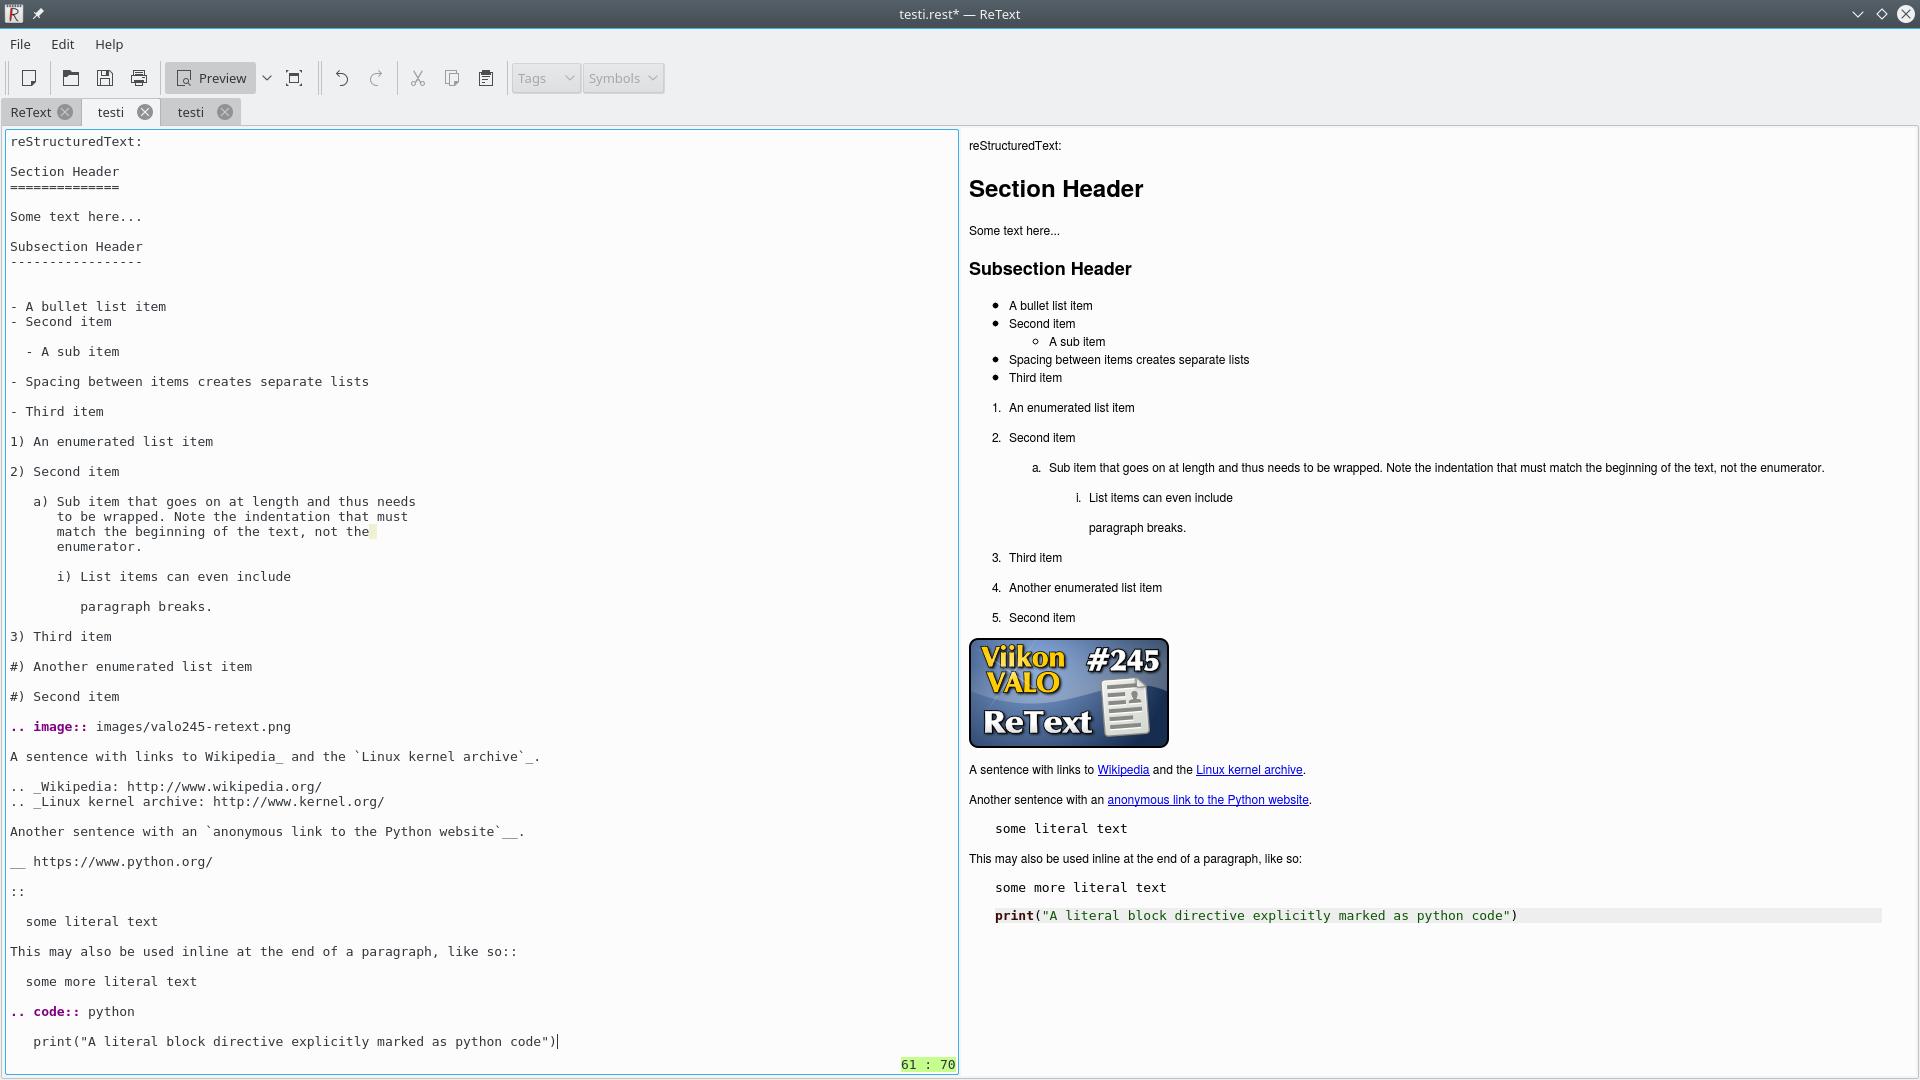 testi.rest* — ReText
File Edit Help
Preview Tags Symbols
ReText testi testi
reStructuredText:
Section Header
==============
Some text here...
Subsection Header
-----------------
- A bullet list item
- Second item
- A sub item
- Spacing between items creates separate lists
- Third item
1) An enumerated list item
2) Second item
a) Sub item that goes on at length and thus needs
to be wrapped. Note the indentation that must
match the beginning of the text, not the
enumerator.
i) List items can even include
paragraph breaks.
3) Third item
#) Another enumerated list item
#) Second item
.. image:: images/valo245-retext.png
A sentence with links to Wikipedia_ and the `Linux kernel archive`_.
.. _Wikipedia: http://www.wikipedia.org/
.. _Linux kernel archive: http://www.kernel.org/
Another sentence with an `anonymous link to the Python website`__.
__ https://www.python.org/
::
some literal text
This may also be used inline at the end of a paragraph, like so::
some more literal text
.. code:: python
print("A literal block directive explicitly marked as python code")
61 : 70
reStructuredText:
Section Header
Some text here...
Subsection Header
A bullet list item
Second item
A sub item
Spacing between items creates separate lists
Third item
1. An enumerated list item
2. Second item
a. Sub item that goes on at length and thus needs to be wrapped. Note the indentation that must match the beginning of the text, not the enumerator.
i. List items can even include
paragraph breaks.
3. Third item
4. Another enumerated list item
5. Second item
Viikon #245
VALO
ReText
A sentence with links to Wikipedia and the Linux kernel archive.
Another sentence with an anonymous link to the Python website.
some literal text
This may also be used inline at the end of a paragraph, like so:
some more literal text
print("A literal block directive explicitly marked as python code")